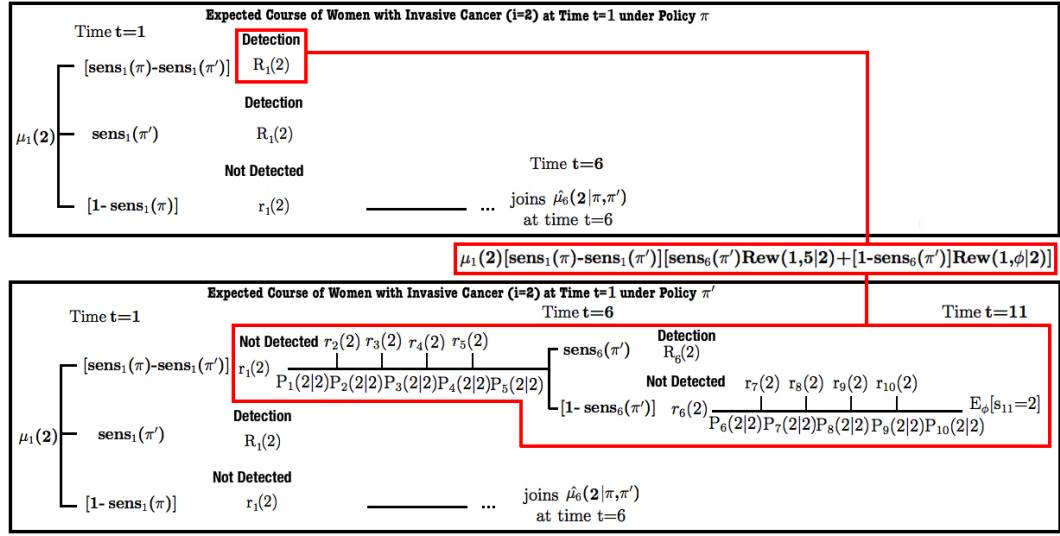 Expected Course of Women with Invasive Cancer (i=2) at Time t=1 under Policy π
Time t=1
Detection
[sens₁(π)-sens₁(π′)] R₁(2)
Detection
μ₁(2) sens₁(π′) R₁(2)
Not Detected
Time t=6
[1- sens₁(π)] r₁(2) ... joins μ̂₆(2|π,π′)
at time t=6
μ₁(2)[sens₁(π)-sens₁(π′)][sens₆(π′)Rew(1,5|2)+[1-sens₆(π′)]Rew(1,ϕ|2)]
Expected Course of Women with Invasive Cancer (i=2) at Time t=1 under Policy π′
Time t=1 Time t=6 Time t=11
Not Detected r₂(2) r₃(2) r₄(2) r₅(2) Detection
sens₆(π′) R₆(2)
[sens₁(π)-sens₁(π′)] r₁(2)
P₁(2|2)P₂(2|2)P₃(2|2)P₄(2|2)P₅(2|2) Not Detected r₇(2) r₈(2) r₉(2) r₁₀(2)
[1- sens₆(π′)] r₆(2) E_ϕ[s₁₁=2]
Detection P₆(2|2)P₇(2|2)P₈(2|2)P₉(2|2)P₁₀(2|2)
μ₁(2) sens₁(π′) R₁(2)
Not Detected
[1- sens₁(π)] r₁(2) ... joins μ̂₆(2|π,π′)
at time t=6